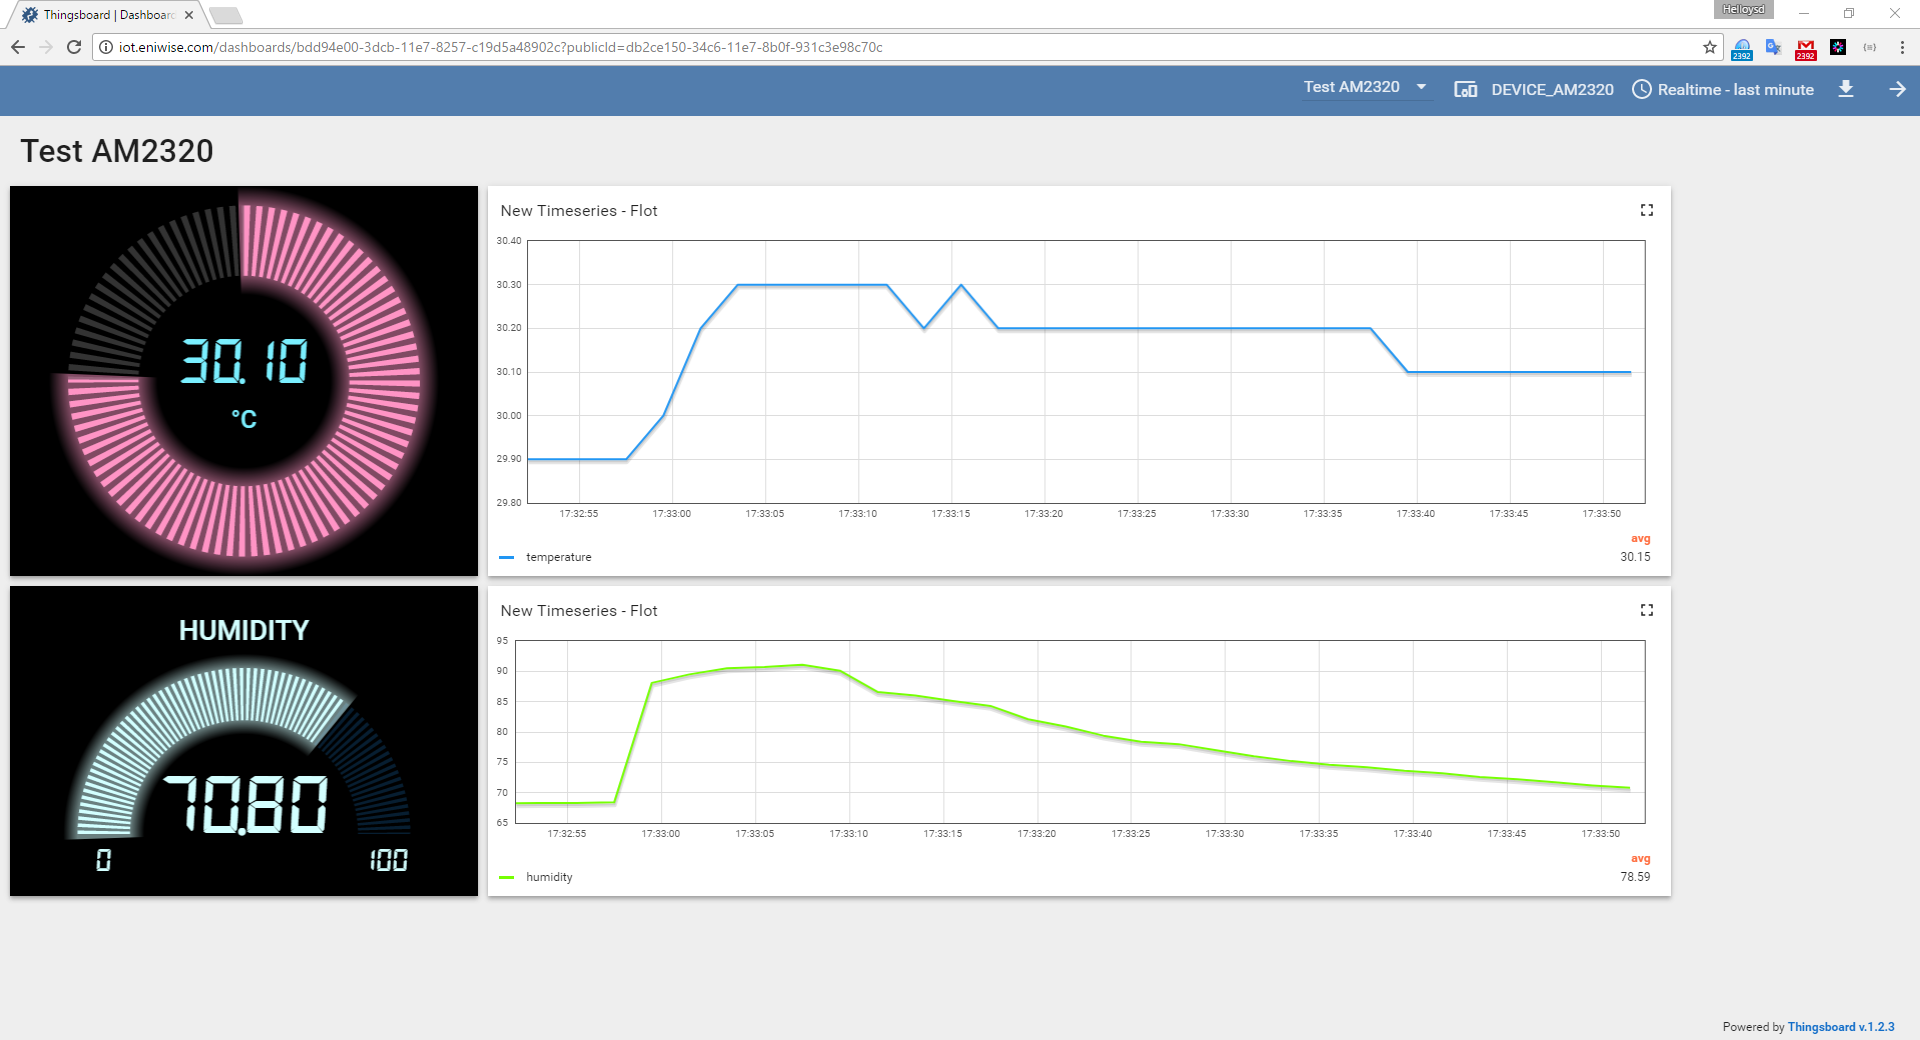 Thingsboard | Dashboar
Helloysd
iot.eniwise.com/dashboards/bdd94e00-3dcb-11e7-8257-c19d5a48902c?publicId=db2ce150-34c6-11e7-8b0f-931c3e98c70c
2392
2392
Test AM2320
DEVICE_AM2320
Realtime - last minute
Test AM2320
30.10
°C
New Timeseries - Flot
30.40
30.30
30.20
30.10
30.00
29.90
29.80
17:32:55 17:33:00 17:33:05 17:33:10 17:33:15 17:33:20 17:33:25 17:33:30 17:33:35 17:33:40 17:33:45 17:33:50
avg
temperature 30.15
HUMIDITY
70.80
0 100
New Timeseries - Flot
95
90
85
80
75
70
65
17:32:55 17:33:00 17:33:05 17:33:10 17:33:15 17:33:20 17:33:25 17:33:30 17:33:35 17:33:40 17:33:45 17:33:50
avg
humidity 78.59
Powered by Thingsboard v.1.2.3